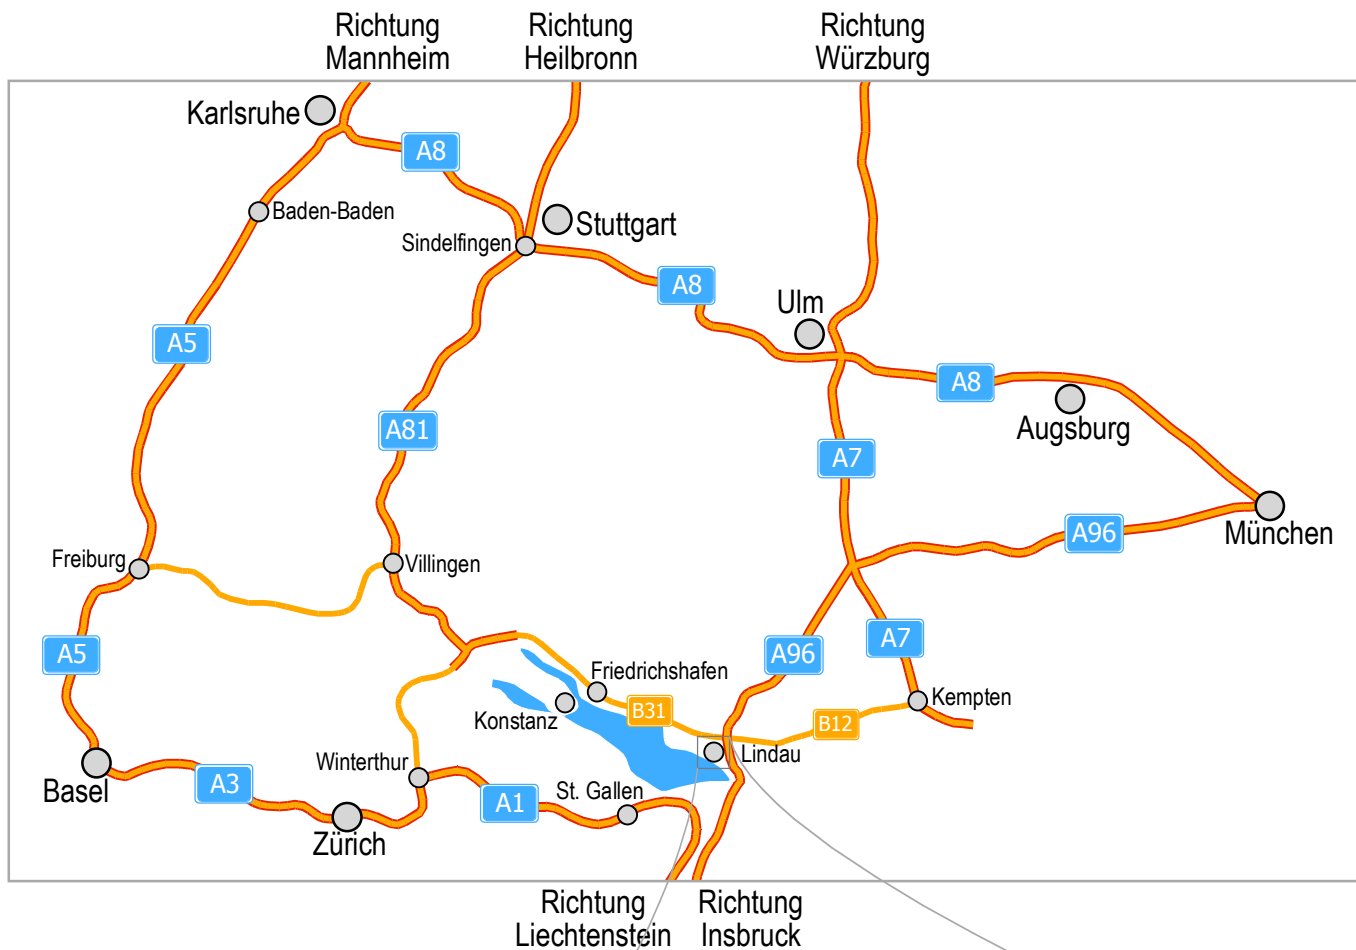 Richtung
Mannheim
Richtung
Heilbronn
Richtung
Würzburg
Karlsruhe
A8
Baden-Baden
Stuttgart
Sindelfingen
A8
Ulm
A5
A8
Augsburg
A81
A7
A96
München
Freiburg
Villingen
A5
A96
A7
Friedrichshafen
Kempten
Konstanz
B31
B12
Lindau
Winterthur
Basel
A3
A1
St. Gallen
Zürich
Richtung
Liechtenstein
Richtung
Insbruck